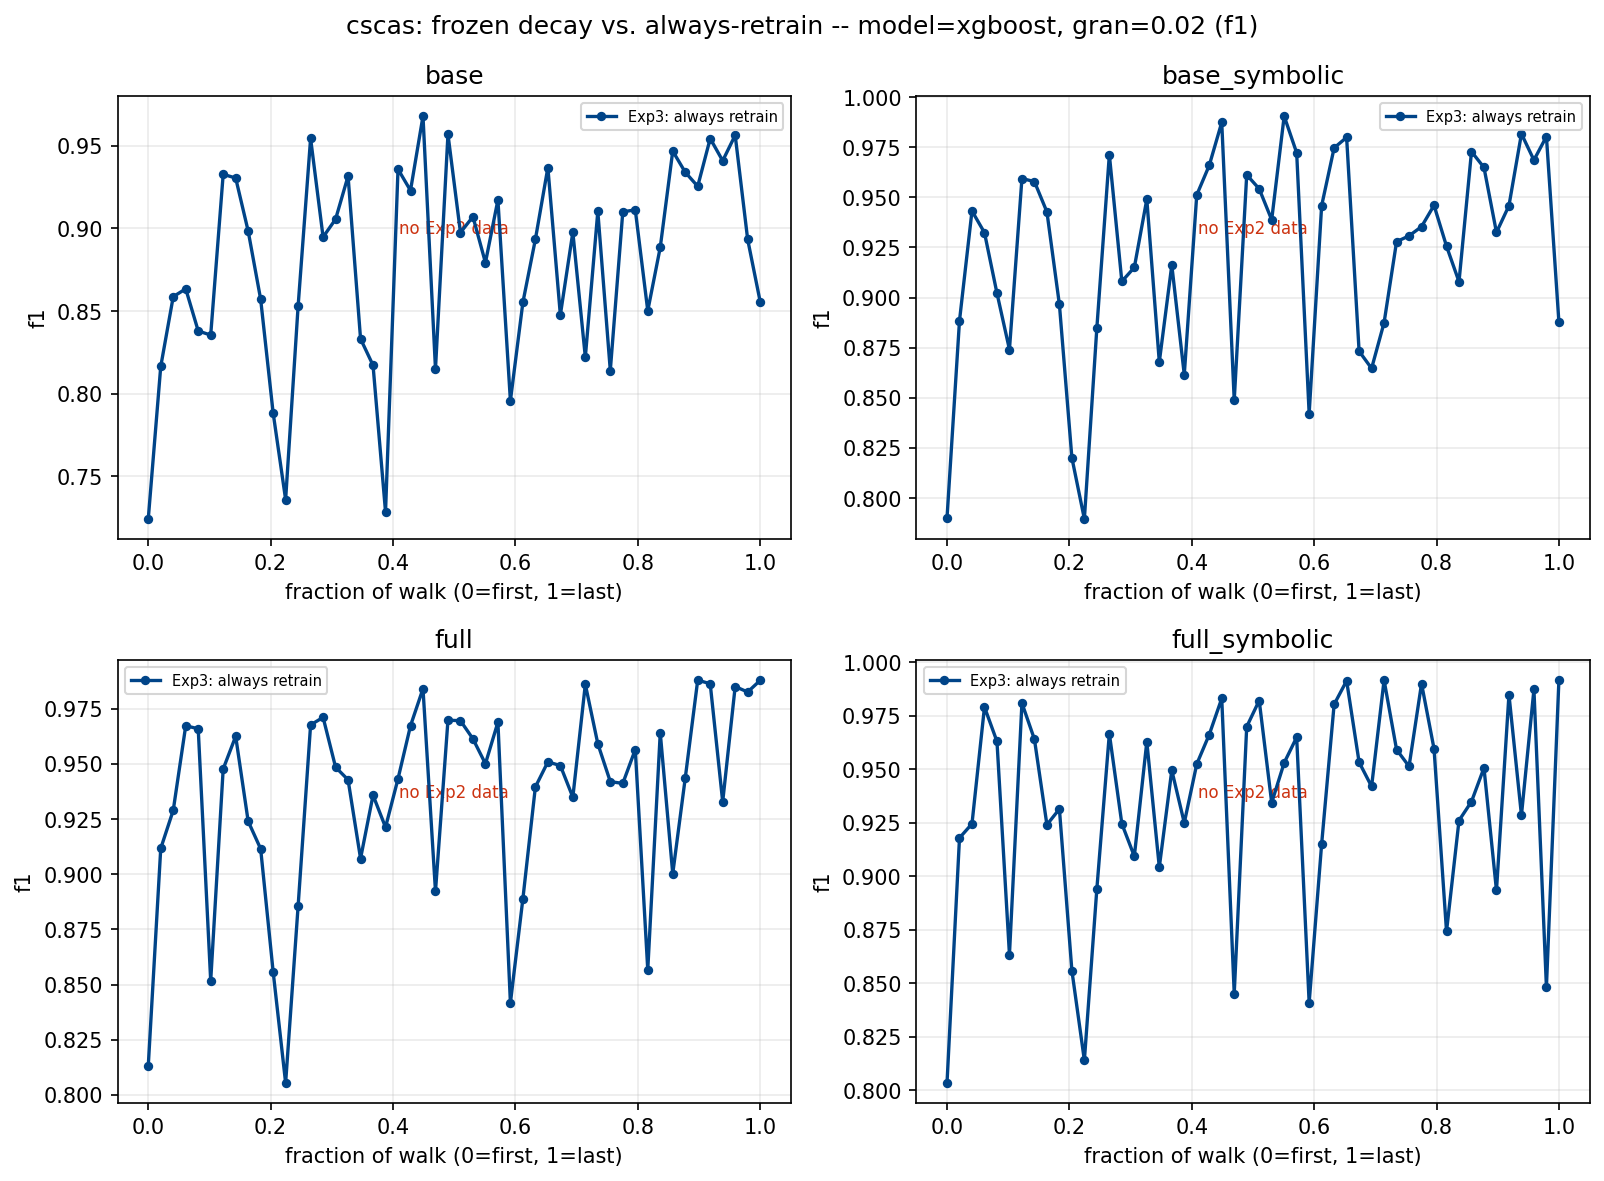 cscas: frozen decay vs. always-retrain -- model=xgboost, gran=0.02 (f1)
base
Exp3: always retrain
no Exp2 data
f1
0.95
0.90
0.85
0.80
0.75
0.0 0.2 0.4 0.6 0.8 1.0
fraction of walk (0=first, 1=last)
base_symbolic
Exp3: always retrain
no Exp2 data
f1
1.000
0.975
0.950
0.925
0.900
0.875
0.850
0.825
0.800
0.0 0.2 0.4 0.6 0.8 1.0
fraction of walk (0=first, 1=last)
full
Exp3: always retrain
no Exp2 data
f1
0.975
0.950
0.925
0.900
0.875
0.850
0.825
0.800
0.0 0.2 0.4 0.6 0.8 1.0
fraction of walk (0=first, 1=last)
full_symbolic
Exp3: always retrain
no Exp2 data
f1
1.000
0.975
0.950
0.925
0.900
0.875
0.850
0.825
0.800
0.0 0.2 0.4 0.6 0.8 1.0
fraction of walk (0=first, 1=last)